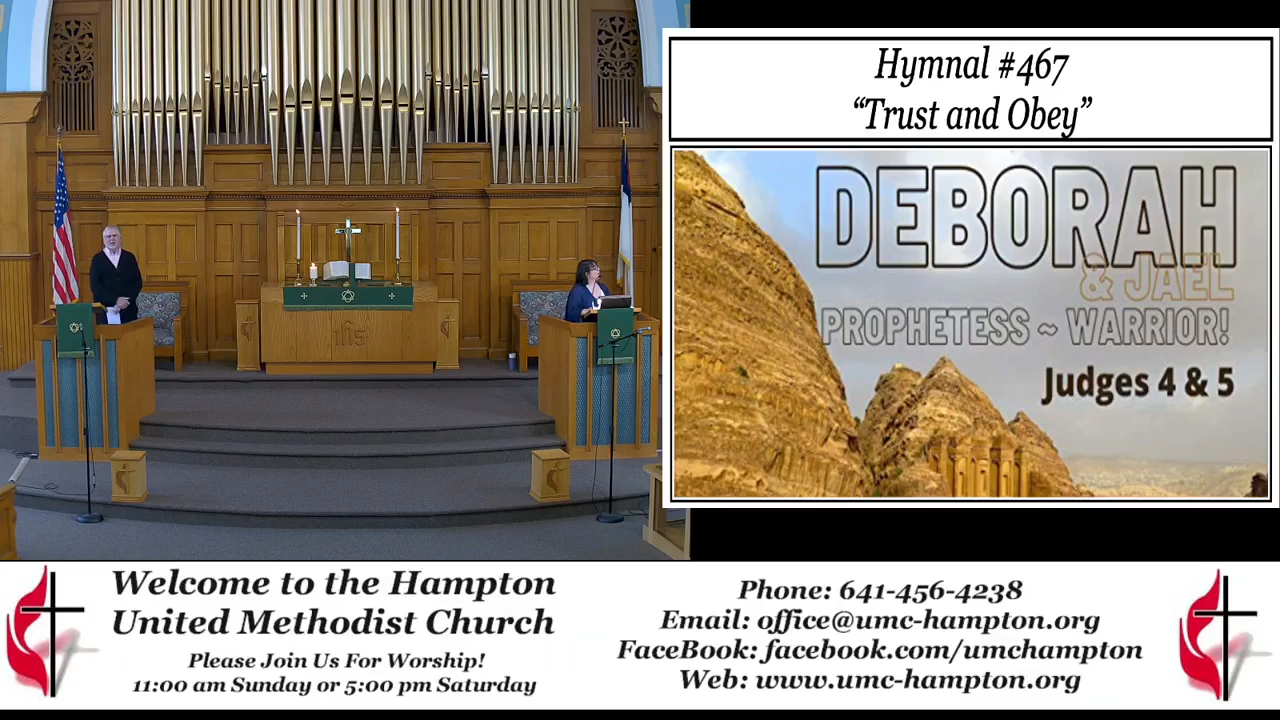 Hymnal #467
“Trust and Obey”
DEBORAH
& JAEL
PROPHETESS ~ WARRIOR!
Judges 4 & 5
ihs
Welcome to the Hampton
United Methodist Church
Please Join Us For Worship!
11:00 am Sunday or 5:00 pm Saturday
Phone: 641-456-4238
Email: office@umc-hampton.org
FaceBook: facebook.com/umchampton
Web: www.umc-hampton.org